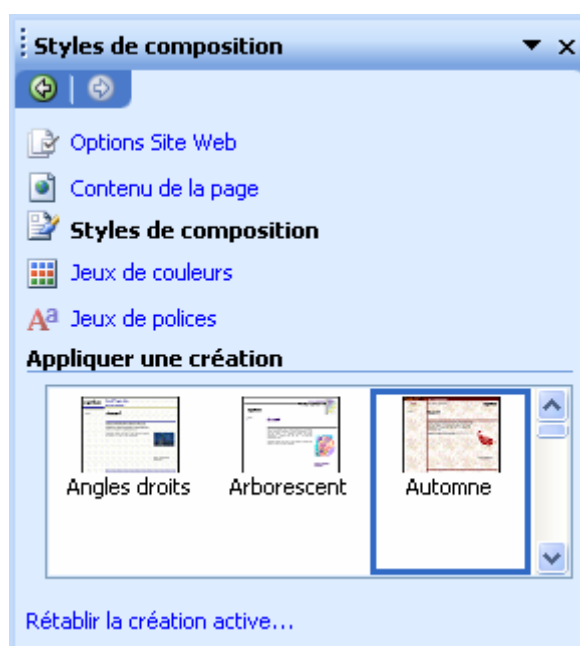 Styles de composition
Options Site Web
Contenu de la page
Styles de composition
Jeux de couleurs
Aa Jeux de polices
Appliquer une création
Angles droits Arborescent Automne
Rétablir la création active...